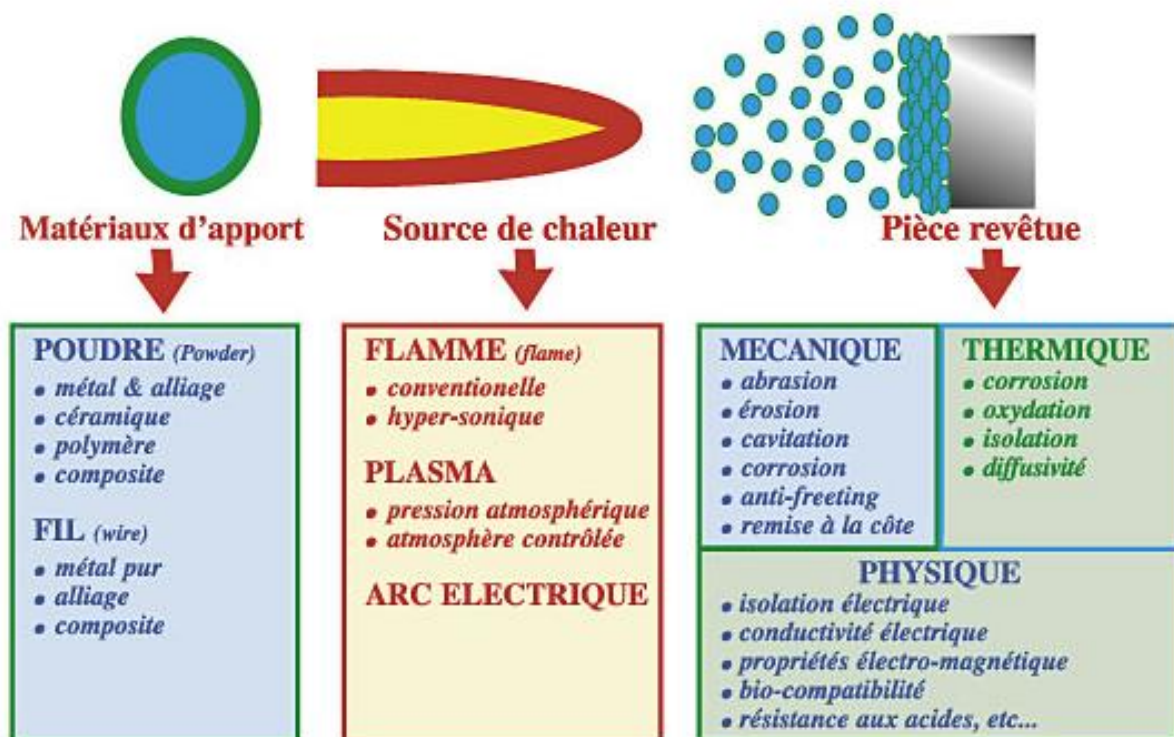 Matériaux d'apport
Source de chaleur
Pièce revêtue
POUDRE (Powder)
• métal & alliage
• céramique
• polymère
• composite
FIL (wire)
• métal pur
• alliage
• composite
FLAMME (flame)
• conventionelle
• hyper-sonique
PLASMA
• pression atmosphérique
• atmosphère contrôlée
ARC ELECTRIQUE
MECANIQUE
• abrasion
• érosion
• cavitation
• corrosion
• anti-freeting
• remise à la côte
THERMIQUE
• corrosion
• oxydation
• isolation
• diffusivité
PHYSIQUE
• isolation électrique
• conductivité électrique
• propriétés électro-magnétique
• bio-compatibilité
• résistance aux acides, etc...